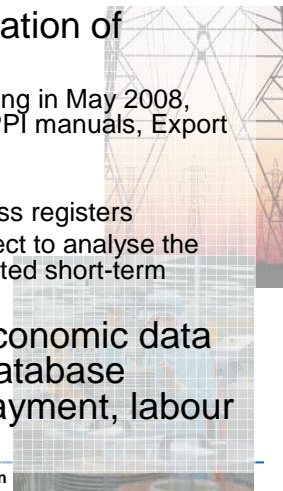 ation of
ng in May 2008,
PPI manuals, Export
ss registers
ect to analyse the
ted short-term
conomic data
atabase
ayment, labour
n